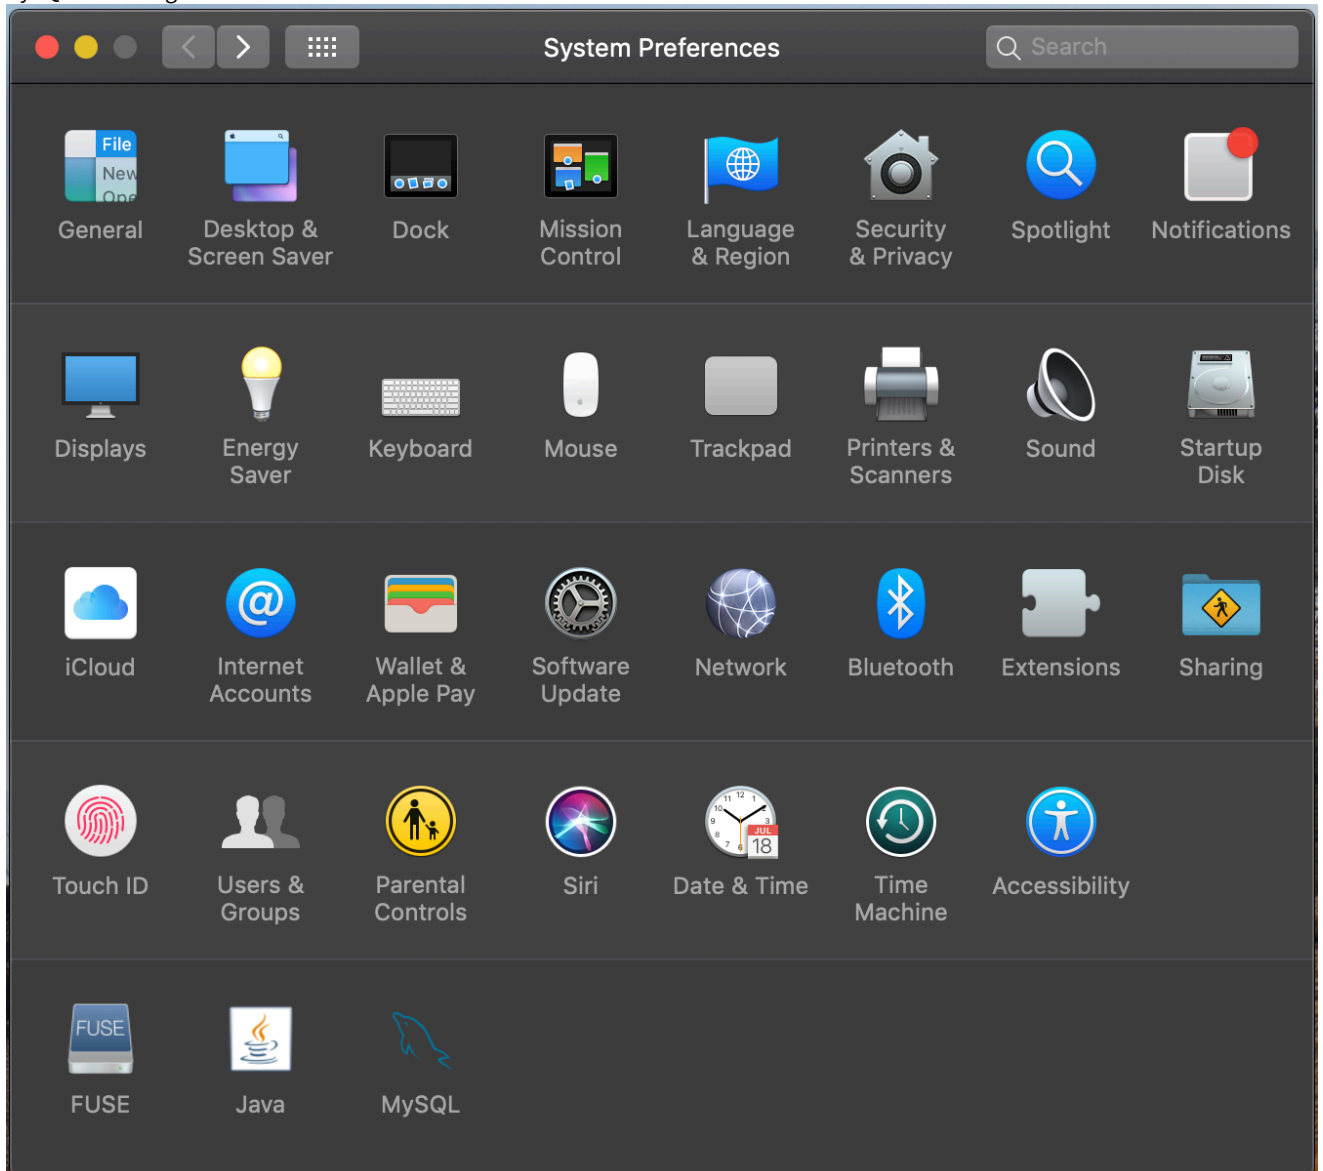 System Preferences
Search
File
New
One
General
Desktop &
Screen Saver
Dock
Mission
Control
Language
& Region
Security
& Privacy
Spotlight
Notifications
Displays
Energy
Saver
Keyboard
Mouse
Trackpad
Printers &
Scanners
Sound
Startup
Disk
@
iCloud
Internet
Accounts
Wallet &
Apple Pay
Software
Update
Network
Bluetooth
Extensions
Sharing
JUL
18
Touch ID
Users &
Groups
Parental
Controls
Siri
Date & Time
Time
Machine
Accessibility
FUSE
FUSE
Java
MySQL